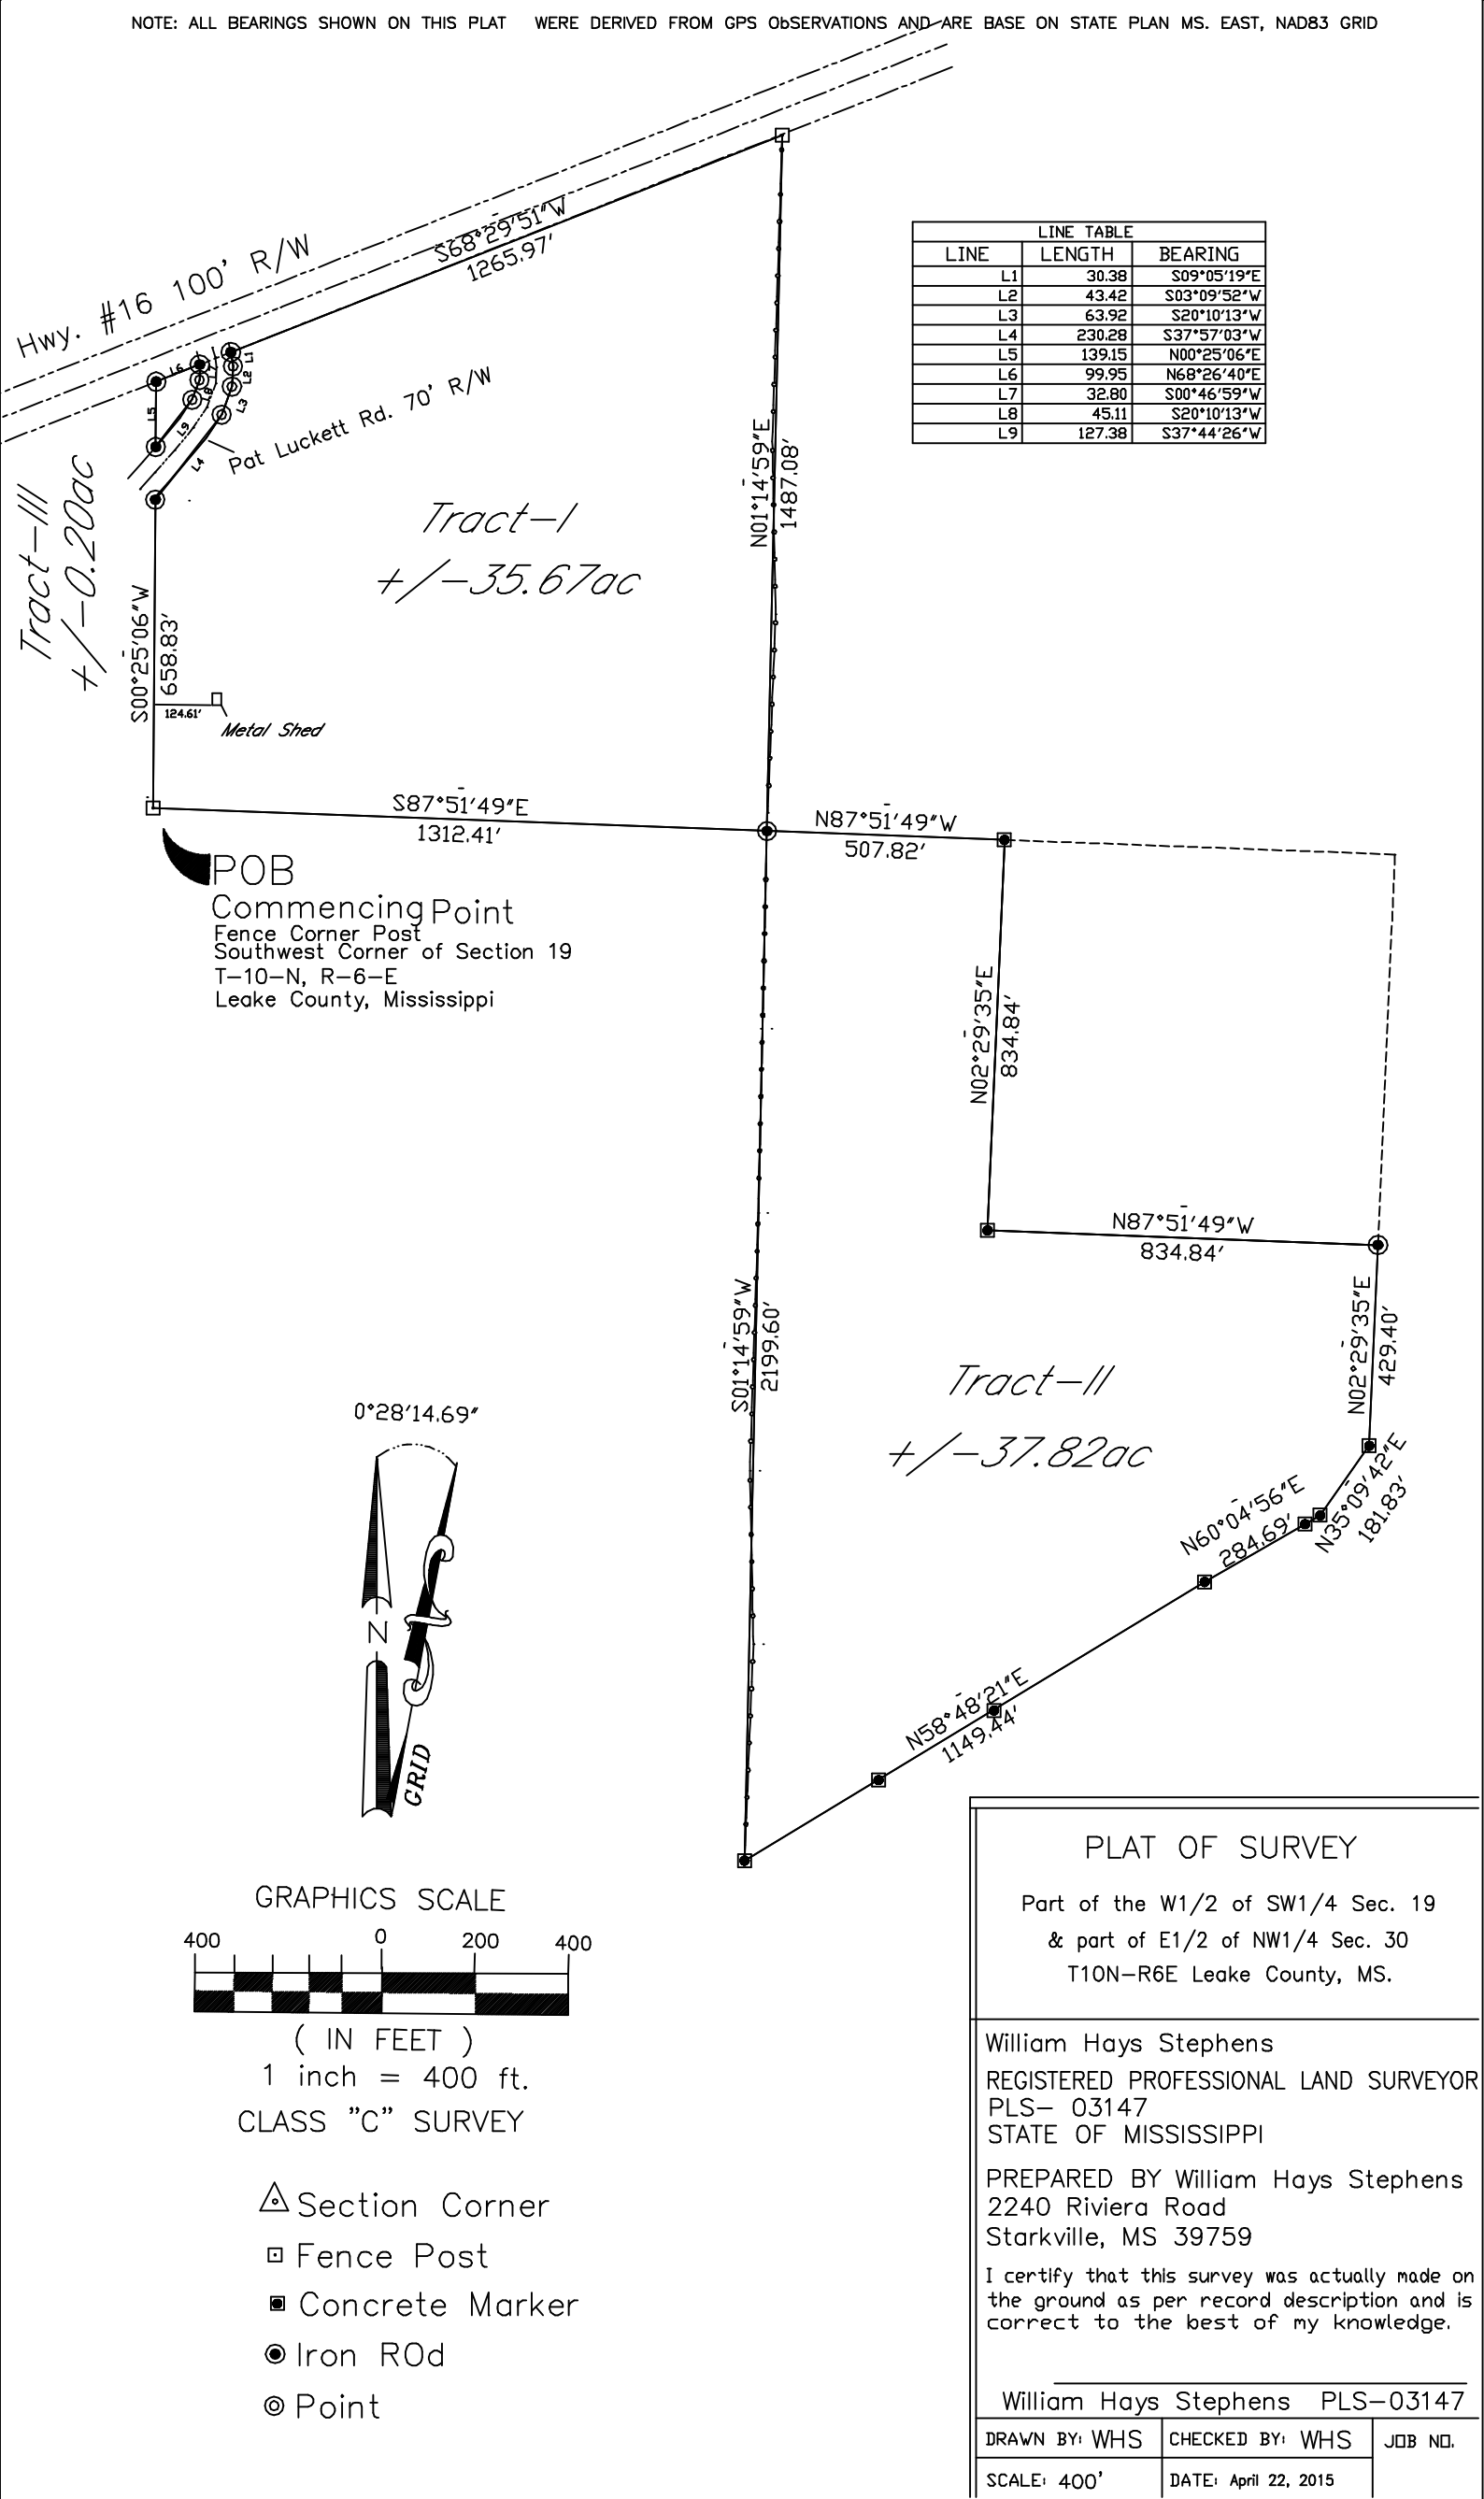 NOTE: ALL BEARINGS SHOWN ON THIS PLAT WERE DERIVED FROM GPS ObSERVATIONS AND ARE BASE ON STATE PLAN MS. EAST, NAD83 GRID
Hwy. #16 100' R/W
S68°29'51"W
1265.97'
LINE TABLE
LINE LENGTH BEARING
L1 30.38 S09°05'19"E
L2 43.42 S03°09'52"W
L3 63.92 S20°10'13"W
L4 230.28 S37°57'03"W
L5 139.15 N00°25'06"E
L6 99.95 N68°26'40"E
L7 32.80 S00°46'59"W
L8 45.11 S20°10'13"W
L9 127.38 S37°44'26"W
L6
L7
L1
L2
L8
L3
L5
L9
L4
Pat Luckett Rd. 70' R/W
Tract-III
+/-0.20ac
Tract-I
+/-35.67ac
N01°14'59"E
1487.08'
S00°25'06"W
658.83'
124.61'
Metal Shed
S87°51'49"E
1312.41'
N87°51'49"W
507.82'
POB
Commencing Point
Fence Corner Post
Southwest Corner of Section 19
T-10-N, R-6-E
Leake County, Mississippi
N02°29'35"E
834.84'
N87°51'49"W
834.84'
S01°14'59"W
2199.60'
N02°29'35"E
429.40'
Tract-II
+/-37.82ac
N35°09'42"E
181.83'
N60°04'56"E
284.69'
N58°48'21"E
1149.44'
0°28'14.69"
N
GRID
GRAPHICS SCALE
400 0 200 400
( IN FEET )
1 inch = 400 ft.
CLASS "C" SURVEY
Section Corner
Fence Post
Concrete Marker
Iron ROd
Point
PLAT OF SURVEY
Part of the W1/2 of SW1/4 Sec. 19
& part of E1/2 of NW1/4 Sec. 30
T10N-R6E Leake County, MS.
William Hays Stephens
REGISTERED PROFESSIONAL LAND SURVEYOR
PLS- 03147
STATE OF MISSISSIPPI
PREPARED BY William Hays Stephens
2240 Riviera Road
Starkville, MS 39759
I certify that this survey was actually made on
the ground as per record description and is
correct to the best of my knowledge.
William Hays Stephens PLS-03147
DRAWN BY: WHS CHECKED BY: WHS JOB NO.
SCALE: 400' DATE: April 22, 2015